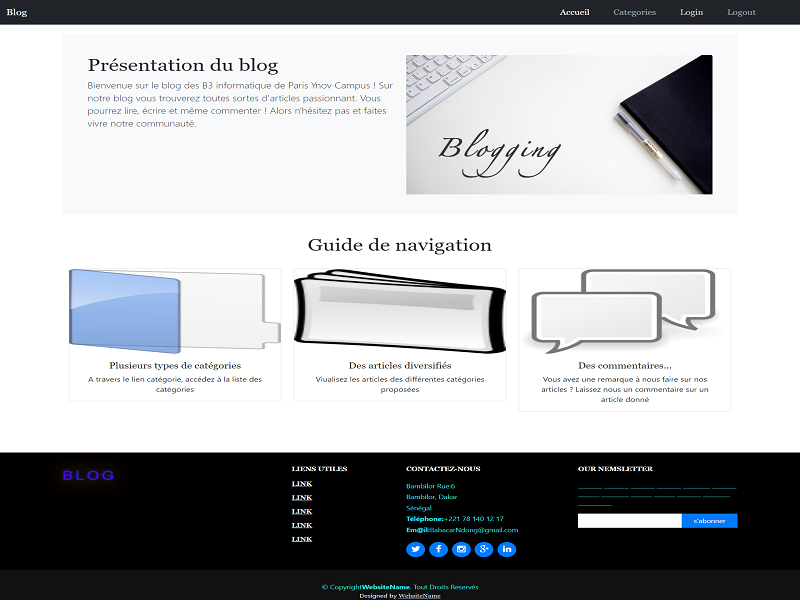 Blog
Accueil Categories Login Logout
Présentation du blog
Bienvenue sur le blog des B3 informatique de Paris Ynov Campus ! Sur
notre blog vous trouverez toutes sortes d'articles passionnant. Vous
pourrez lire, écrire et même commenter ! Alors n'hésitez pas et faites
vivre notre communauté.
Blogging
Guide de navigation
Plusieurs types de catégories
A travers le lien catégorie, accédez à la liste des
catégories
Des articles diversifiés
Viualisez les articles des différentes catégories
proposées
Des commentaires...
Vous avez une remarque à nous faire sur nos
articles ? Laissez nous un commentaire sur un
article donné
BLOG
LIENS UTILES
LINK
LINK
LINK
LINK
LINK
CONTACTEZ-NOUS
Bambilor Rue:6
Bambilor, Dakar
Sénégal
Téléphone:+221 78 140 12 17
Em@il:BabacarNdong@gmail.com
OUR NEMSLETTER
s'abonner
© CopyrightWebsiteName. Tout Droits Reservés
Designed by WebsiteName